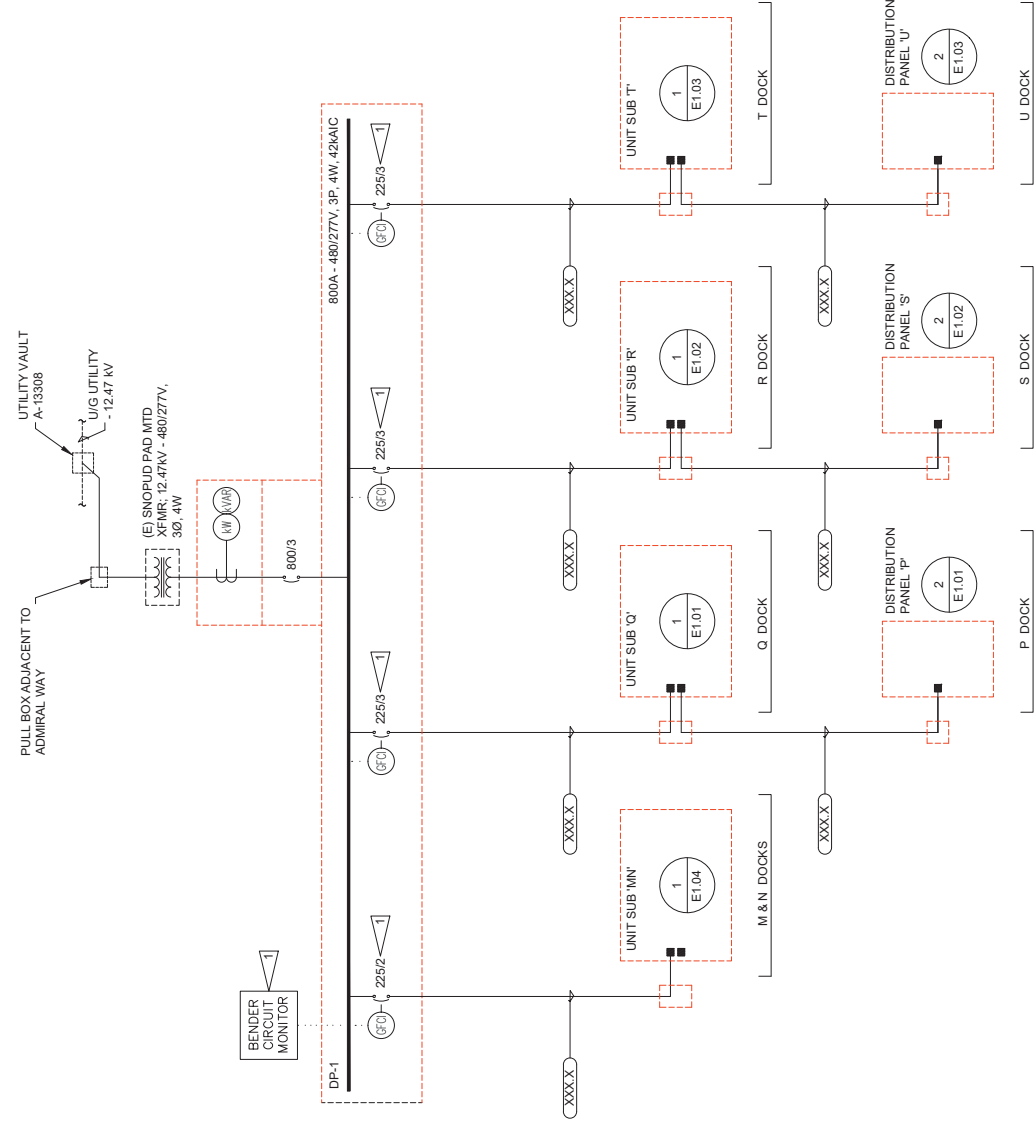 UTILITY VAULT
A-13308
U/G UTILITY
- 12.47 kV
PULL BOX ADJACENT TO
ADMIRAL WAY
(E) SNOPUD PAD MTD
XFMR; 12.47kV - 480/277V,
3Ø, 4W
kW
kVAR
800/3
BENDER
CIRCUIT
MONITOR
1
DP-1
800A - 480/277V, 3P, 4W, 42kAIC
GFCI
225/2
1
GFCI
225/3
1
GFCI
225/3
1
GFCI
225/3
1
XXX.X
XXX.X
XXX.X
XXX.X
UNIT SUB 'MN'
1
E1.04
M & N DOCKS
UNIT SUB 'Q'
1
E1.01
Q DOCK
UNIT SUB 'R'
1
E1.02
R DOCK
UNIT SUB 'T'
1
E1.03
T DOCK
XXX.X
XXX.X
XXX.X
DISTRIBUTION
PANEL 'P'
2
E1.01
P DOCK
DISTRIBUTION
PANEL 'S'
2
E1.02
S DOCK
DISTRIBUTION
PANEL 'U'
2
E1.03
U DOCK